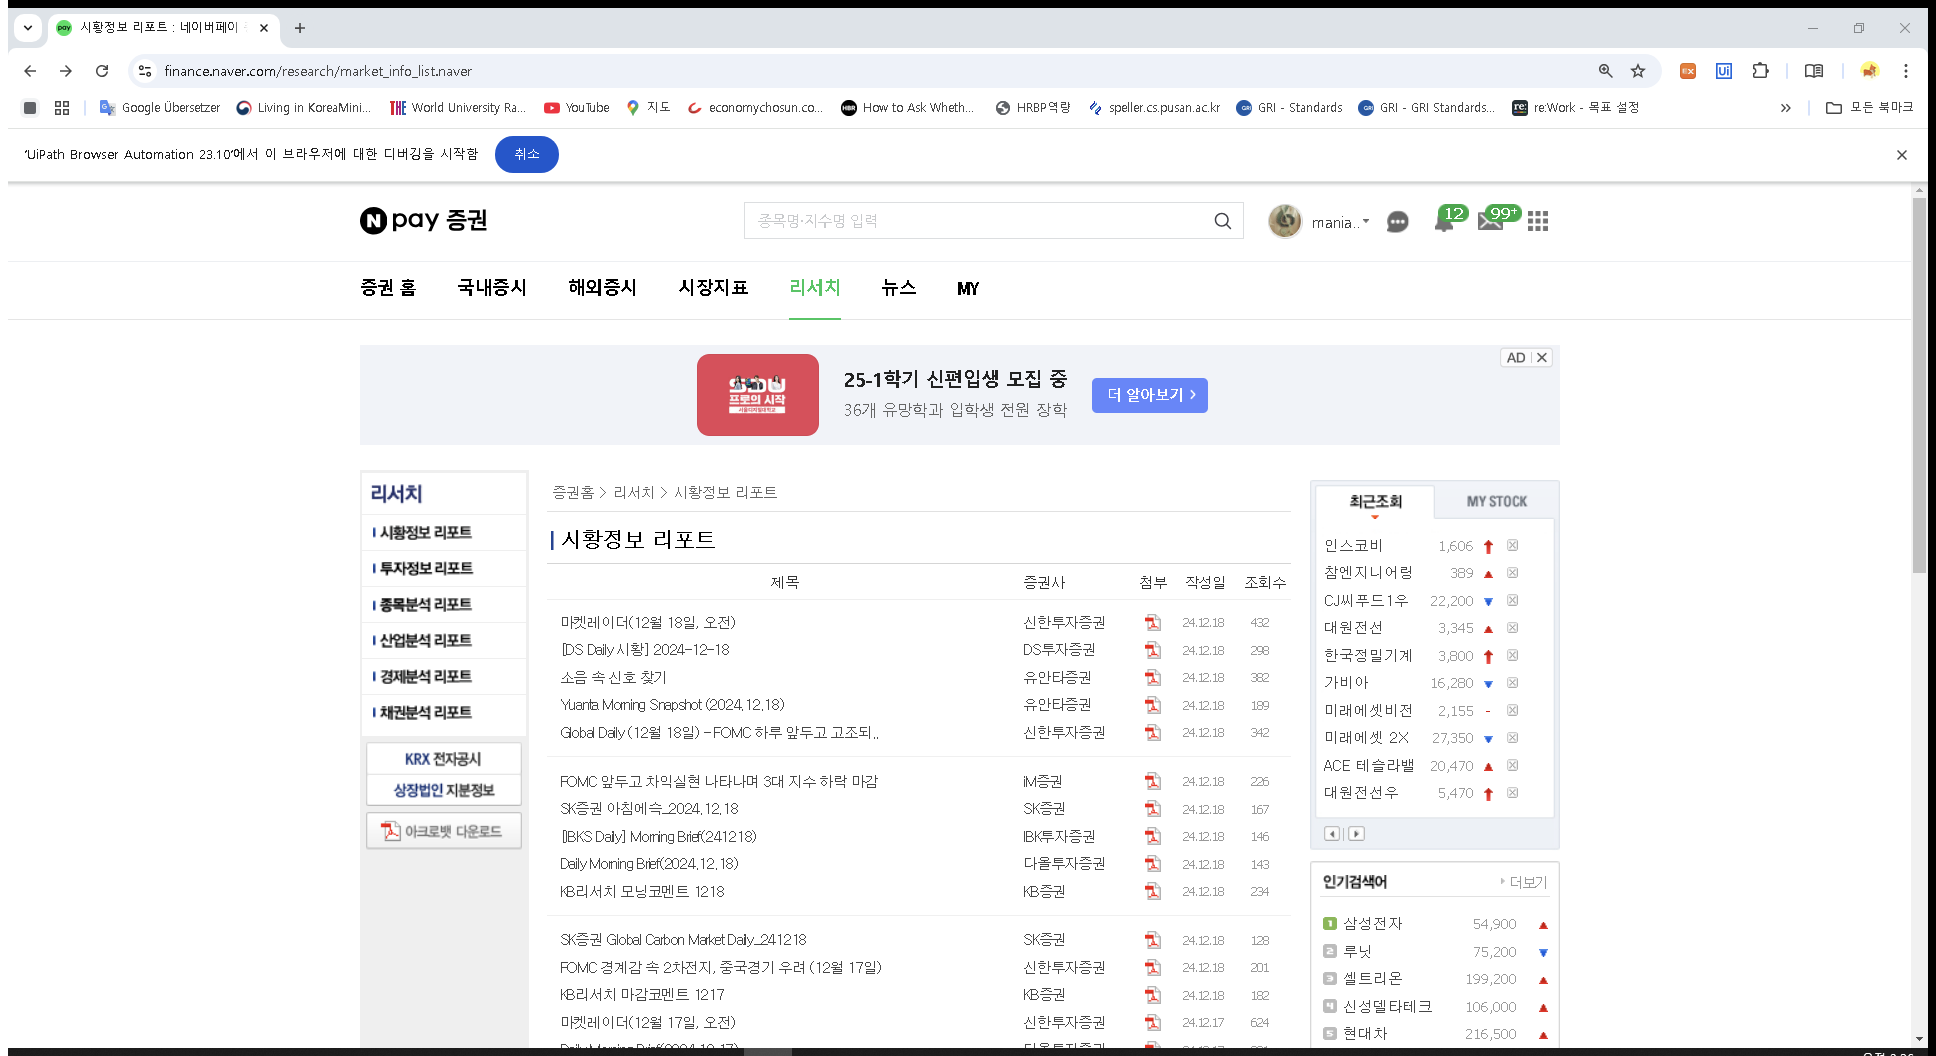 시황정보 리포트 : 네이버페이
finance.naver.com/research/market_info_list.naver
Google Übersetzer
Living in KoreaMini...
World University Ra...
YouTube
지도
economychosun.co...
How to Ask Wheth...
HRBP역량
speller.cs.pusan.ac.kr
GRI - Standards
GRI - GRI Standards...
re:Work - 목표 설정
모든 북마크
'UiPath Browser Automation 23.10'에서 이 브라우저에 대한 디버깅을 시작함
취소
N pay 증권
종목명·지수명 입력
mania..
12
99+
증권 홈 국내증시 해외증시 시장지표 리서치 뉴스 MY
SDU
프로의 시작
서울디지털대학교
25-1학기 신편입생 모집 중
36개 유망학과 입학생 전원 장학
더 알아보기 >
AD
리서치
시황정보 리포트
투자정보 리포트
종목분석 리포트
산업분석 리포트
경제분석 리포트
채권분석 리포트
KRX 전자공시
상장법인 지분정보
아크로뱃 다운로드
증권홈 > 리서치 > 시황정보 리포트
시황정보 리포트
제목 증권사 첨부 작성일 조회수
마켓레이더(12월 18일, 오전) 신한투자증권 24.12.18 432
[DS Daily 시황] 2024-12-18 DS투자증권 24.12.18 298
소음 속 신호 찾기 유안타증권 24.12.18 382
Yuanta Morning Snapshot (2024.12.18) 유안타증권 24.12.18 189
Global Daily (12월 18일) - FOMC 하루 앞두고 고조되.. 신한투자증권 24.12.18 342
FOMC 앞두고 차익실현 나타나며 3대 지수 하락 마감 iM증권 24.12.18 226
SK증권 아침에슥_2024.12.18 SK증권 24.12.18 167
[IBKS Daily] Morning Brief(241218) IBK투자증권 24.12.18 146
Daily Morning Brief(2024.12.18) 다올투자증권 24.12.18 143
KB리서치 모닝코멘트 1218 KB증권 24.12.18 234
SK증권 Global Carbon Market Daily_241218 SK증권 24.12.18 128
FOMC 경계감 속 2차전지, 중국경기 우려 (12월 17일) 신한투자증권 24.12.18 201
KB리서치 마감코멘트 1217 KB증권 24.12.18 182
마켓레이더(12월 17일, 오전) 신한투자증권 24.12.17 624
최근조회 MY STOCK
인스코비 1,606
참엔지니어링 389
CJ씨푸드1우 22,200
대원전선 3,345
한국정밀기계 3,800
가비아 16,280
미래에셋비전 2,155 -
미래에셋 2X 27,350
ACE 테슬라밸 20,470
대원전선우 5,470
인기검색어 더보기
1 삼성전자 54,900
2 루닛 75,200
3 셀트리온 199,200
4 신성델타테크 106,000
5 현대차 216,500